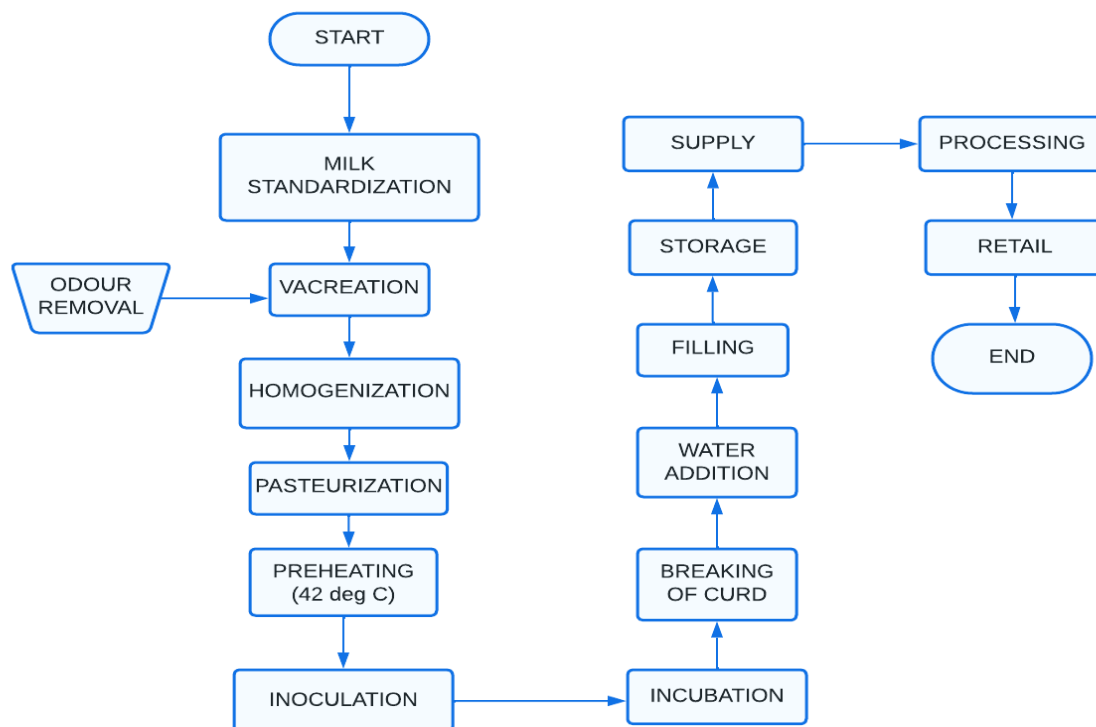 START
MILK
STANDARDIZATION
ODOUR
REMOVAL
VACREATION
HOMOGENIZATION
PASTEURIZATION
PREHEATING
(42 deg C)
INOCULATION
INCUBATION
BREAKING
OF CURD
WATER
ADDITION
FILLING
STORAGE
SUPPLY
PROCESSING
RETAIL
END